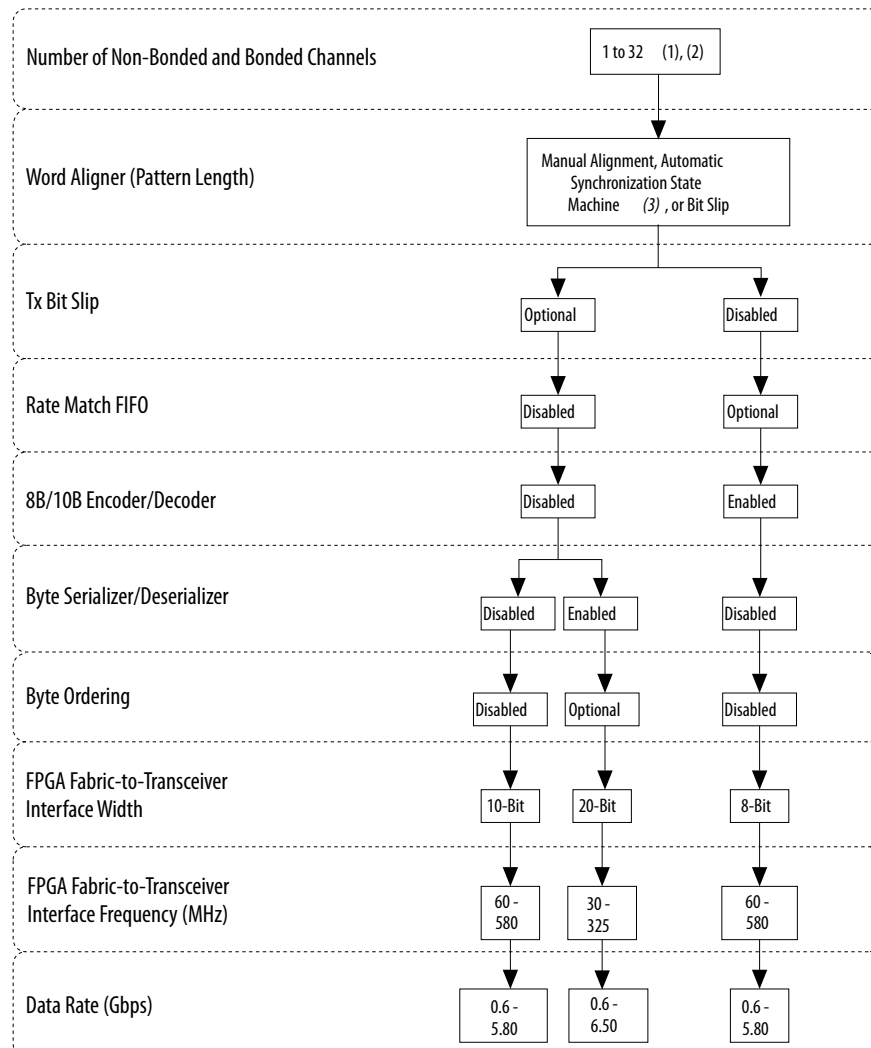 Number of Non-Bonded and Bonded Channels
1 to 32 (1), (2)
Word Aligner (Pattern Length)
Manual Alignment, Automatic
Synchronization State
Machine (3) , or Bit Slip
Tx Bit Slip
Optional
Disabled
Rate Match FIFO
Disabled
Optional
8B/10B Encoder/Decoder
Disabled
Enabled
Byte Serializer/Deserializer
Disabled
Enabled
Disabled
Byte Ordering
Disabled
Optional
Disabled
FPGA Fabric-to-Transceiver
Interface Width
10-Bit
20-Bit
8-Bit
FPGA Fabric-to-Transceiver
Interface Frequency (MHz)
60 -
580
30 -
325
60 -
580
Data Rate (Gbps)
0.6 -
5.80
0.6 -
6.50
0.6 -
5.80